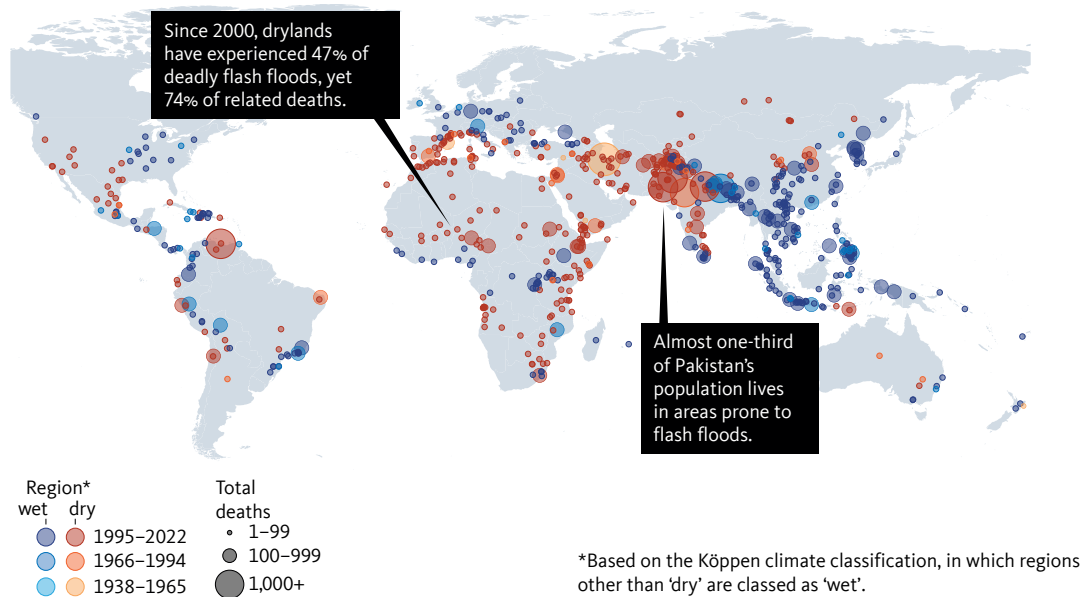 Since 2000, drylands
have experienced 47% of
deadly flash floods, yet
74% of related deaths.
Almost one-third
of Pakistan’s
population lives
in areas prone to
flash floods.
Region*
wet dry
1995–2022
1966–1994
1938–1965
Total
deaths
1–99
100–999
1,000+
*Based on the Köppen climate classification, in which regions
other than ‘dry’ are classed as ‘wet’.